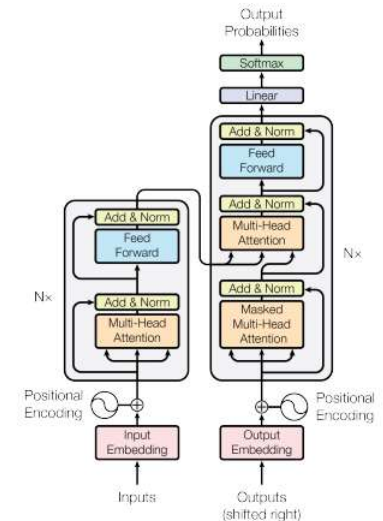 Output
Probabilities
Softmax
Linear
Add & Norm
Feed
Forward
Add & Norm
Multi-Head
Attention
Nx
Add & Norm
Masked
Multi-Head
Attention
Add & Norm
Feed
Forward
Nx
Add & Norm
Multi-Head
Attention
Positional
Encoding
Positional
Encoding
Input
Embedding
Output
Embedding
Inputs
Outputs
(shifted right)